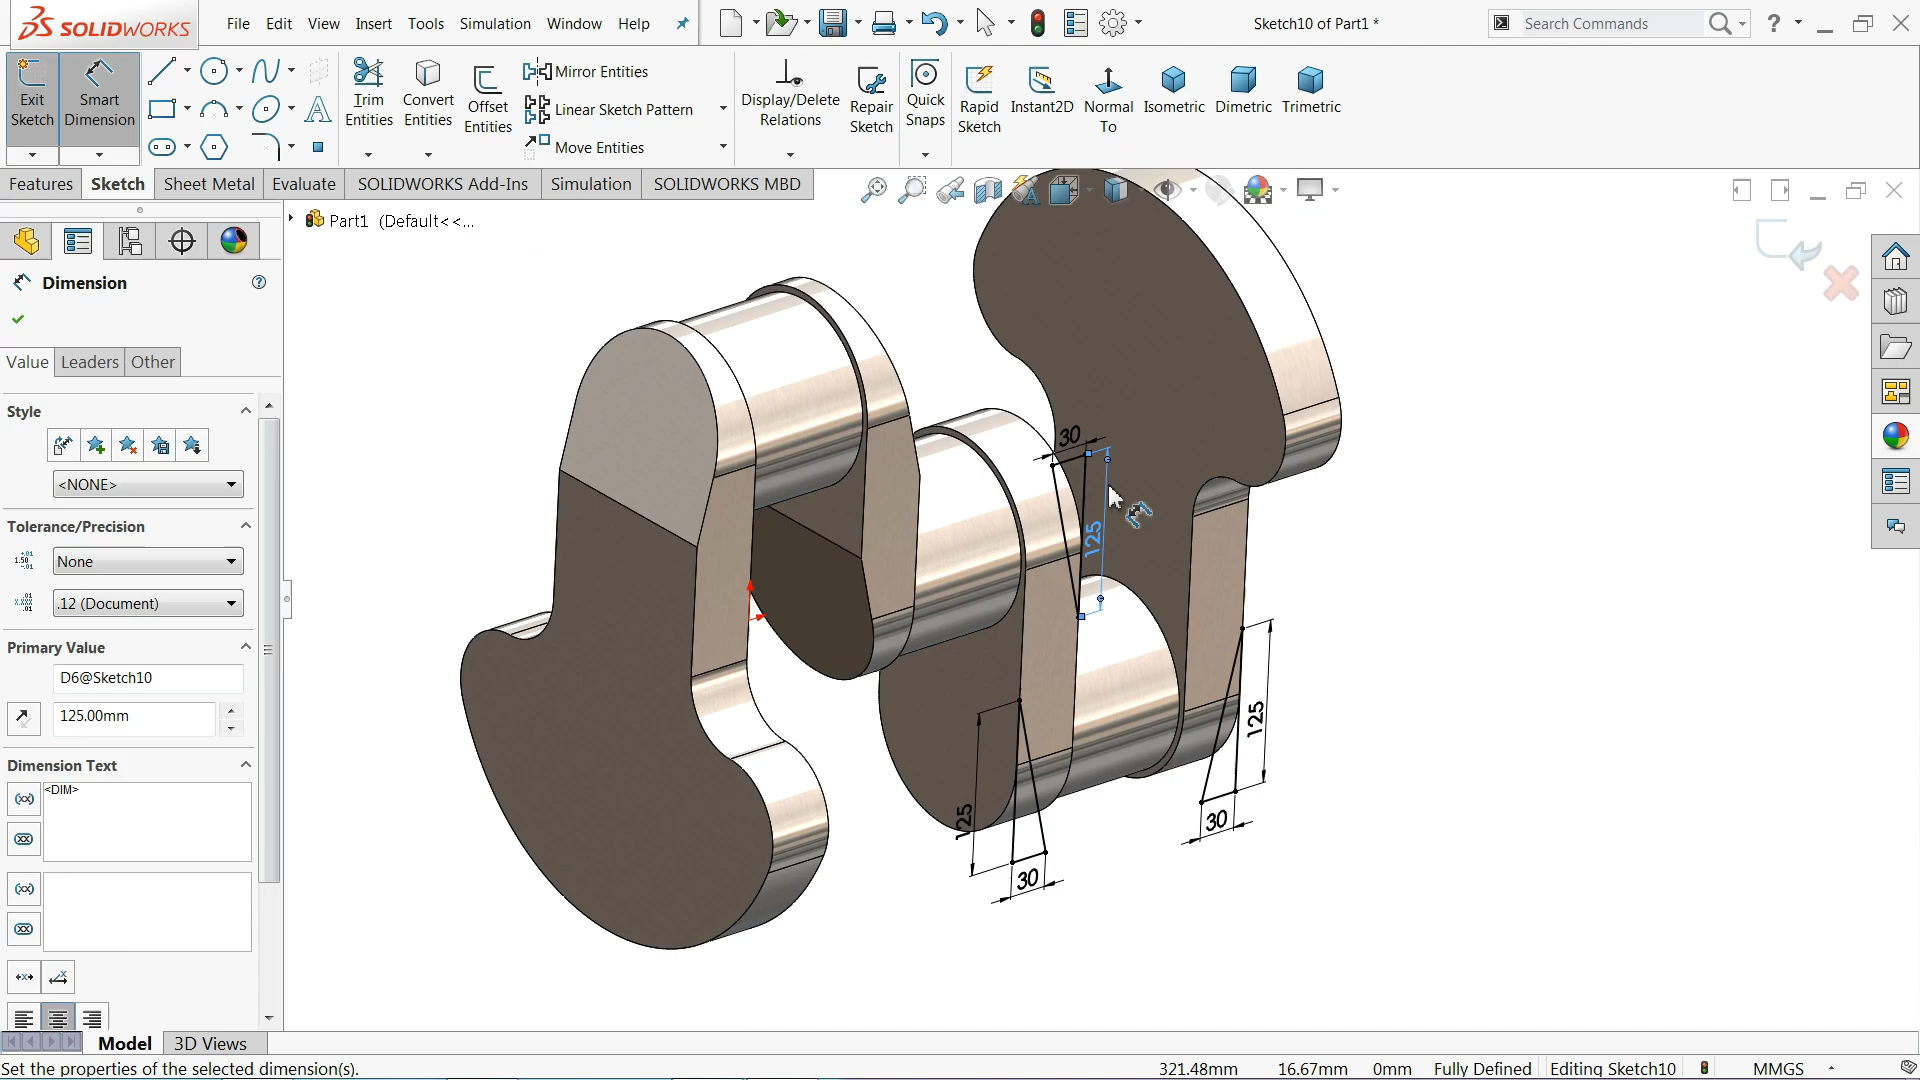 SOLIDWORKS
File Edit View Insert Tools Simulation Window Help
Sketch10 of Part1 *
Search Commands
?
Exit Sketch
Smart Dimension
Trim Entities
Convert Entities
Offset Entities
Mirror Entities
Linear Sketch Pattern
Move Entities
Display/Delete Relations
Repair Sketch
Quick Snaps
Rapid Sketch
Instant2D
Normal To
Isometric
Dimetric
Trimetric
Features Sketch Sheet Metal Evaluate SOLIDWORKS Add-Ins Simulation SOLIDWORKS MBD
Part1 (Default<<...
Dimension
Value Leaders Other
Style
<NONE>
Tolerance/Precision
None
.12 (Document)
Primary Value
D6@Sketch10
125.00mm
Dimension Text
<DIM>
30
125
125
30
125
30
Model 3D Views
Set the properties of the selected dimension(s).
321.48mm 16.67mm 0mm Fully Defined Editing Sketch10 MMGS